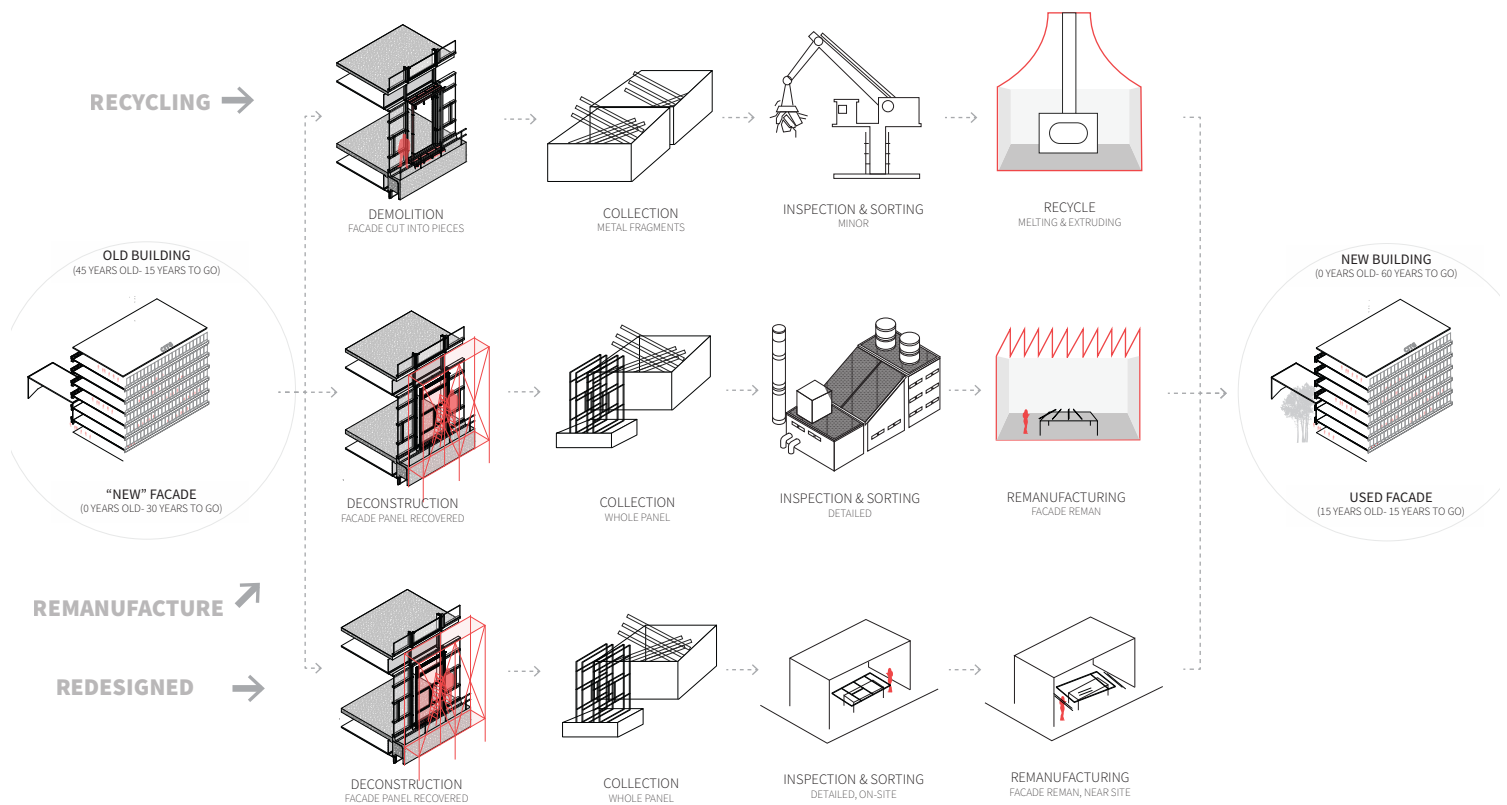 RECYCLING
DEMOLITION
FACADE CUT INTO PIECES
COLLECTION
METAL FRAGMENTS
INSPECTION & SORTING
MINOR
RECYCLE
MELTING & EXTRUDING
OLD BUILDING
(45 YEARS OLD- 15 YEARS TO GO)
“NEW” FACADE
(0 YEARS OLD- 30 YEARS TO GO)
DECONSTRUCTION
FACADE PANEL RECOVERED
COLLECTION
WHOLE PANEL
INSPECTION & SORTING
DETAILED
REMANUFACTURING
FACADE REMAN
NEW BUILDING
(0 YEARS OLD- 60 YEARS TO GO)
USED FACADE
(15 YEARS OLD- 15 YEARS TO GO)
REMANUFACTURE
REDESIGNED
DECONSTRUCTION
FACADE PANEL RECOVERED
COLLECTION
WHOLE PANEL
INSPECTION & SORTING
DETAILED, ON-SITE
REMANUFACTURING
FACADE REMAN, NEAR SITE